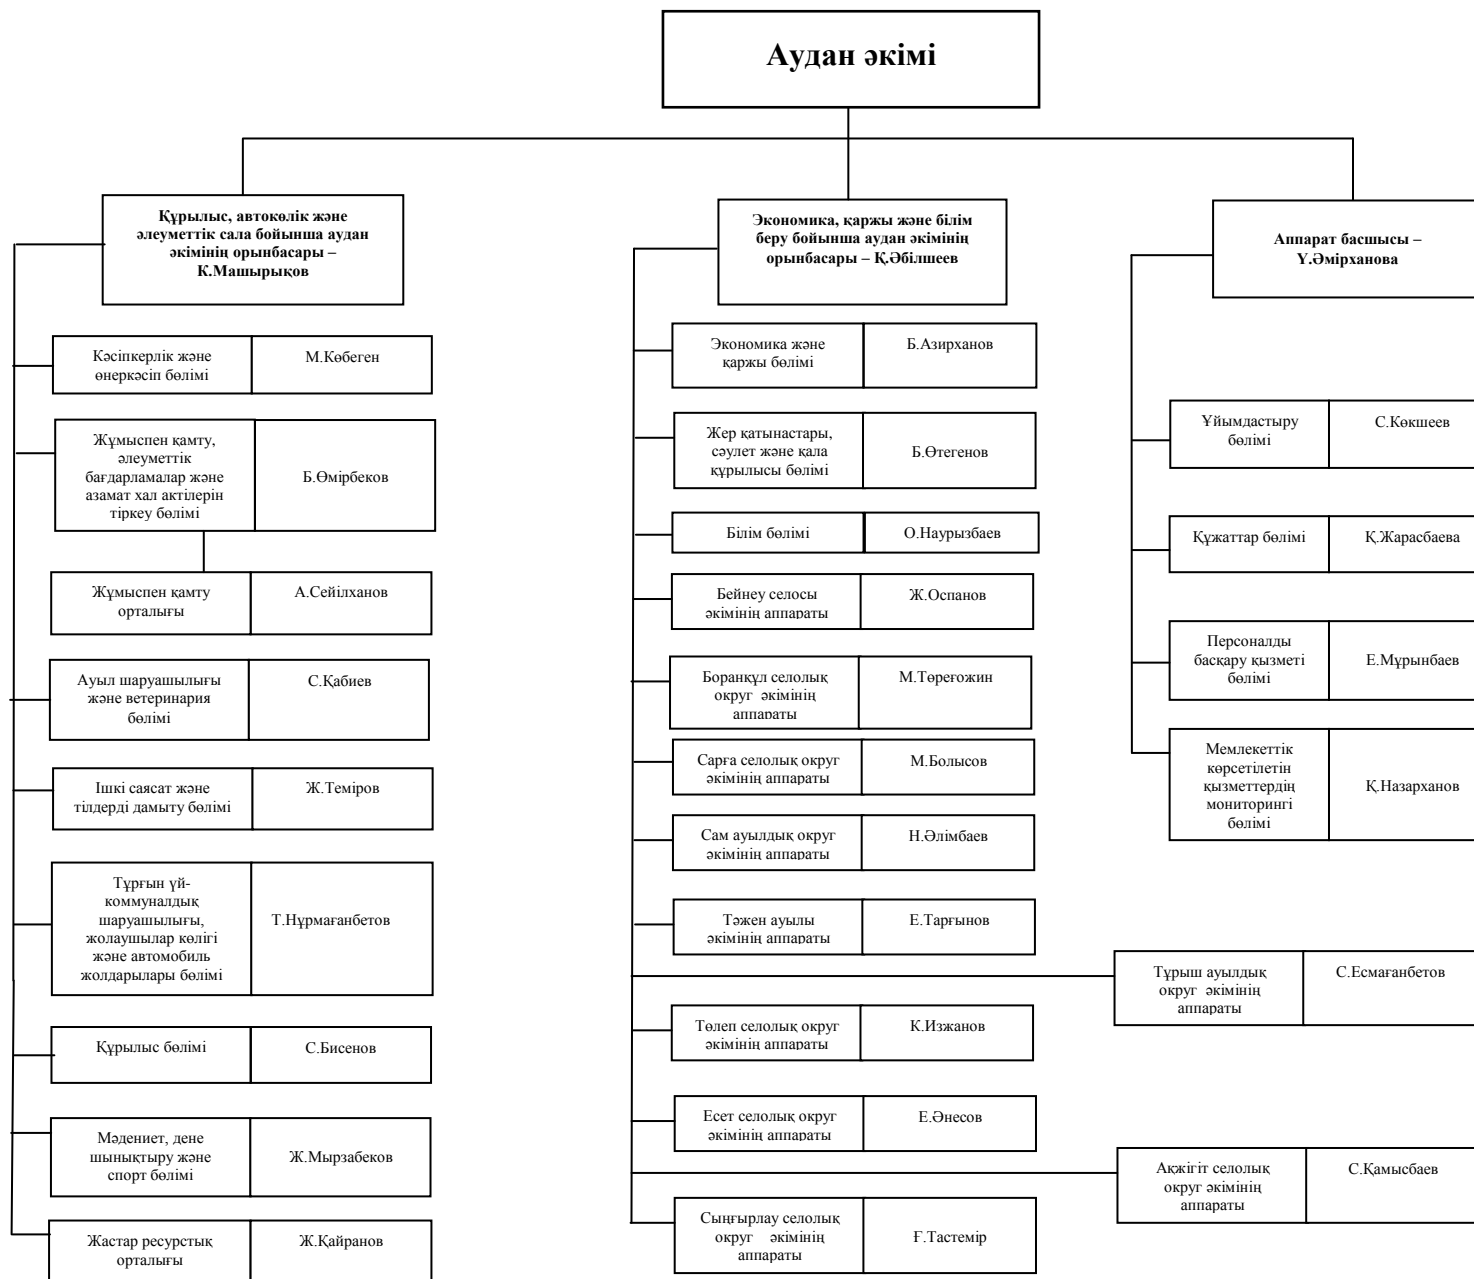 Аудан әкімі
Құрылыс, автокөлік және
әлеуметтік сала бойынша аудан
әкімінің орынбасары –
К.Машырықов
Экономика, қаржы және білім
беру бойынша аудан әкімінің
орынбасары – Қ.Әбілшеев
Аппарат басшысы –
Ү.Әмірханова
Кәсіпкерлік және
өнеркәсіп бөлімі
М.Көбеген
Жұмыспен қамту,
әлеуметтік
бағдарламалар және
азамат хал актілерін
тіркеу бөлімі
Б.Өмірбеков
Жұмыспен қамту
орталығы
А.Сейілханов
Ауыл шаруашылығы
және ветеринария
бөлімі
С.Қабиев
Ішкі саясат және
тілдерді дамыту бөлімі
Ж.Теміров
Тұрғын үй-
коммуналдық
шаруашылығы,
жолаушылар көлігі
және автомобиль
жолдарылары бөлімі
Т.Нұрмағанбетов
Құрылыс бөлімі
С.Бисенов
Мәдениет, дене
шынықтыру және
спорт бөлімі
Ж.Мырзабеков
Жастар ресурстық
орталығы
Ж.Қайранов
Экономика және
қаржы бөлімі
Б.Азирханов
Жер қатынастары,
сәулет және қала
құрылысы бөлімі
Б.Өтегенов
Білім бөлімі
О.Наурызбаев
Бейнеу селосы
әкімінің аппараты
Ж.Оспанов
Боранқұл селолық
округ әкімінің
аппараты
М.Төреғожин
Сарға селолық округ
әкімінің аппараты
М.Болысов
Сам ауылдық округ
әкімінің аппараты
Н.Әлімбаев
Тәжен ауылы
әкімінің аппараты
Е.Тарғынов
Тұрыш ауылдық
округ әкімінің
аппараты
С.Есмағанбетов
Төлеп селолық округ
әкімінің аппараты
К.Изжанов
Есет селолық округ
әкімінің аппараты
Е.Әнесов
Ақжігіт селолық
округ әкімінің
аппараты
С.Қамысбаев
Сыңғырлау селолық
округ әкімінің
аппараты
Ғ.Тастемір
Ұйымдастыру
бөлімі
С.Көкшеев
Құжаттар бөлімі
Қ.Жарасбаева
Персоналды
басқару қызметі
бөлімі
Е.Мұрынбаев
Мемлекеттік
көрсетілетін
қызметтердің
мониторингі
бөлімі
Қ.Назарханов